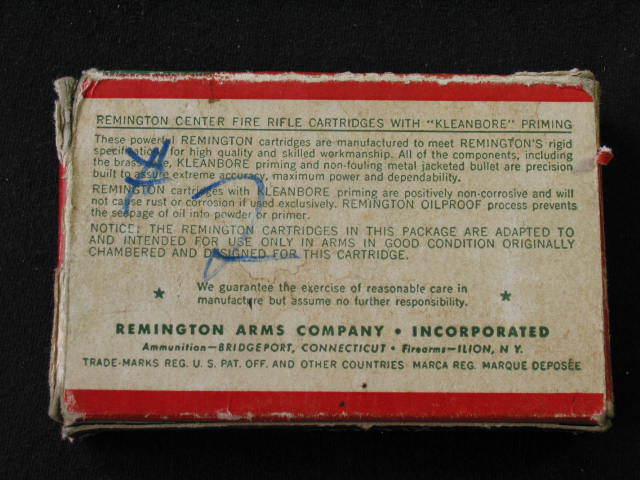 REMINGTON CENTER FIRE RIFLE CARTRIDGES WITH "KLEANBORE" PRIMING
These powerful REMINGTON cartridges are manufactured to meet REMINGTON'S rigid
specifications for high quality and skilled workmanship. All of the components, including
the brass case, KLEANBORE priming and non-fouling metal jacketed bullet are precision
built to assure extreme accuracy, maximum power and dependability.
REMINGTON cartridges with KLEANBORE priming are positively non-corrosive and will
not cause rust or corrosion if used exclusively. REMINGTON OILPROOF process prevents
the seepage of oil into powder or primer.
NOTICE: THE REMINGTON CARTRIDGES IN THIS PACKAGE ARE ADAPTED TO
AND INTENDED FOR USE ONLY IN ARMS IN GOOD CONDITION ORIGINALLY
CHAMBERED AND DESIGNED FOR THIS CARTRIDGE.
We guarantee the exercise of reasonable care in
manufacture but assume no further responsibility.
REMINGTON ARMS COMPANY • INCORPORATED
Ammunition—BRIDGEPORT, CONNECTICUT • Firearms—ILION, N. Y.
TRADE-MARKS REG. U. S. PAT. OFF. AND OTHER COUNTRIES MARCA REG. MARQUE DEPOSÉE